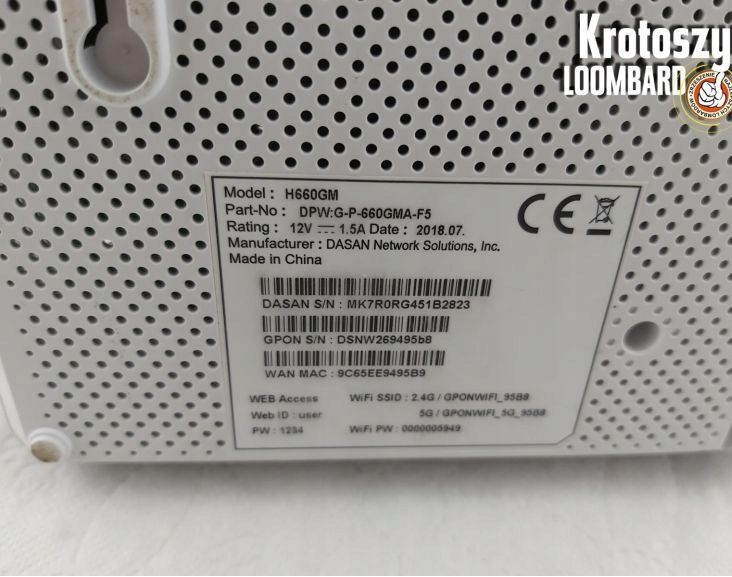 Krotoszy
LOOMBARD
Model : H660GM
Part-No : DPW:G-P-660GMA-F5
Rating : 12V ⎓ 1.5A Date : 2018.07.
Manufacturer : DASAN Network Solutions, Inc.
Made in China
CE
DASAN S/N : MK7R0RG451B2823
GPON S/N : DSNW269495b8
WAN MAC : 9C65EE9495B9
WEB Access WiFi SSID : 2.4G / GPONWIFI_95B8
Web ID : user 5G / GPONWIFI_5G_95B8
PW : 1234 WiFi PW : 0000005949